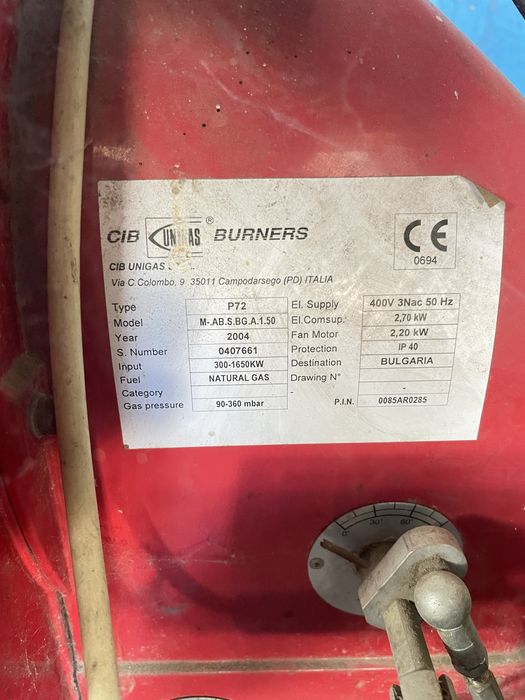 CIB UNIGAS ® BURNERS
CE
0694
CIB UNIGAS
Via C.Colombo, 9 35011 Campodarsego (PD) ITALIA
Type P72 El. Supply 400V 3Nac 50 Hz
Model M-.AB.S.BG.A.1.50 El.Comsup. 2,70 kW
Year 2004 Fan Motor 2,20 kW
S. Number 0407661 Protection IP 40
Input 300-1650KW Destination BULGARIA
Fuel NATURAL GAS Drawing N°
Category - - -
Gas pressure 90-360 mbar P.I.N. 0085AR0285
0° 30° 60°